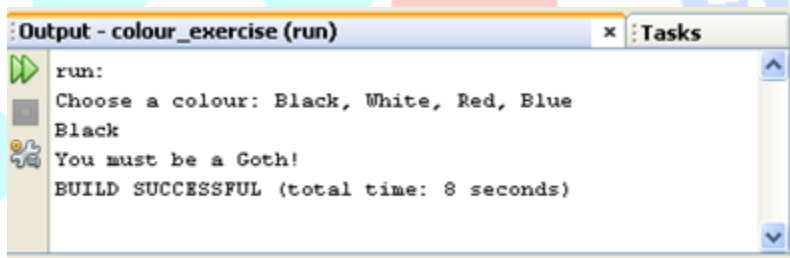 Output - colour_exercise (run) × Tasks
run:
Choose a colour: Black, White, Red, Blue
Black
You must be a Goth!
BUILD SUCCESSFUL (total time: 8 seconds)